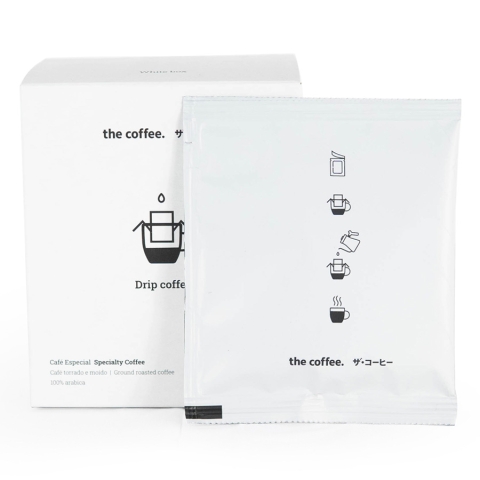 the coffee. ザ
Drip coffe
Café Especial Specialty Coffee
Café torrado e moído | Ground roasted coffee
100% arabica
the coffee. ザ・コーヒー